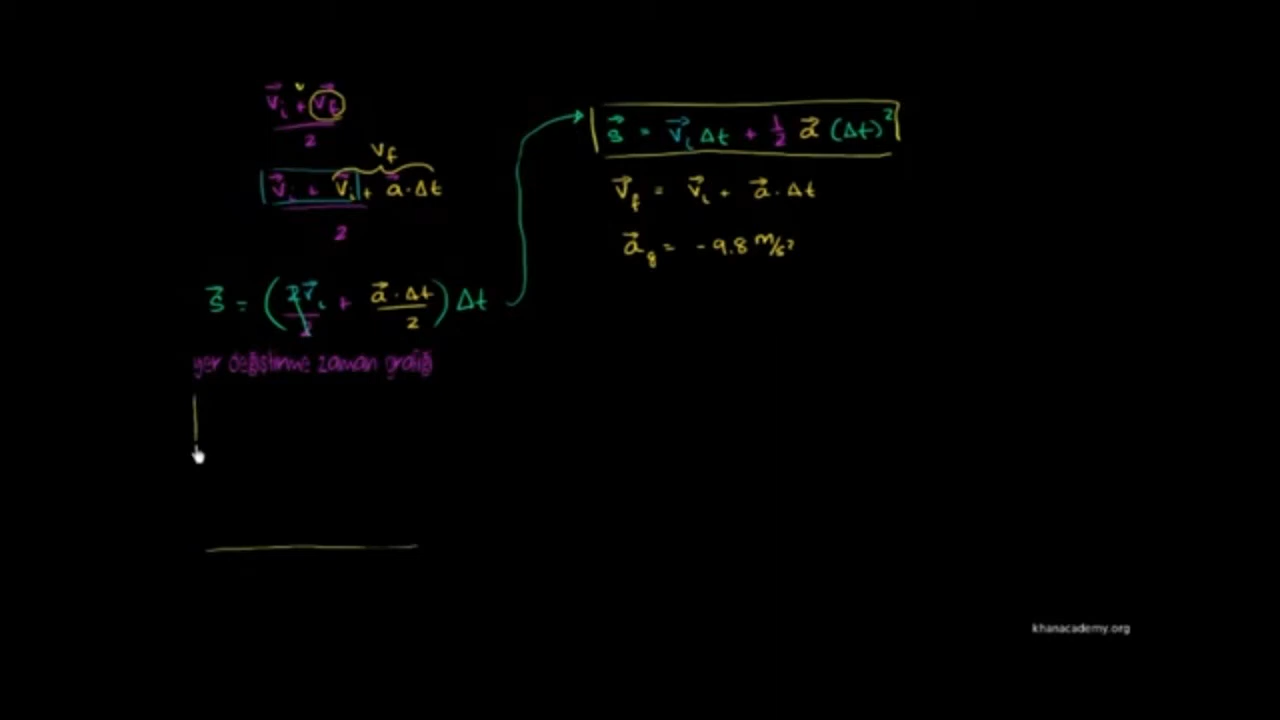 v⃗ᵢ + v⃗f
2
vf
v⃗ᵢ + v⃗ᵢ + a⃗ · Δt
2
s⃗ = (2v⃗ᵢ/2 + a⃗ · Δt/2) Δt
yer değiştirme zaman grafiği
s⃗ = v⃗ᵢ Δt + 1/2 a⃗ (Δt)²
v⃗f = v⃗ᵢ + a⃗ · Δt
a⃗g = -9.8 m/s²
khanacademy.org